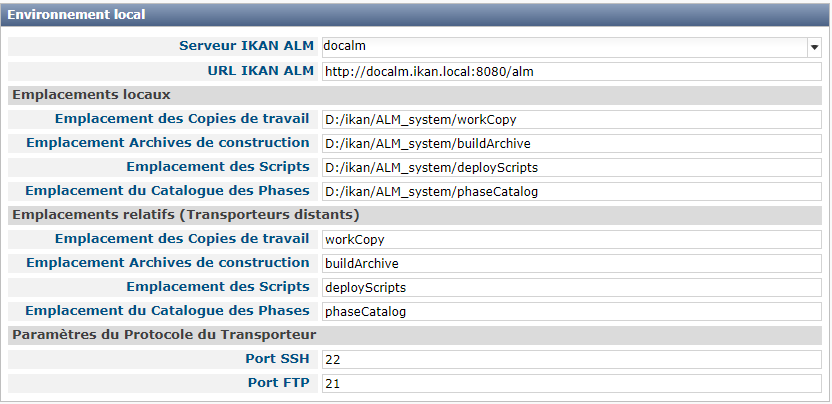 Environnement local
Serveur IKAN ALM docalm
URL IKAN ALM http://docalm.ikan.local:8080/alm
Emplacements locaux
Emplacement des Copies de travail D:/ikan/ALM_system/workCopy
Emplacement Archives de construction D:/ikan/ALM_system/buildArchive
Emplacement des Scripts D:/ikan/ALM_system/deployScripts
Emplacement du Catalogue des Phases D:/ikan/ALM_system/phaseCatalog
Emplacements relatifs (Transporteurs distants)
Emplacement des Copies de travail workCopy
Emplacement Archives de construction buildArchive
Emplacement des Scripts deployScripts
Emplacement du Catalogue des Phases phaseCatalog
Paramètres du Protocole du Transporteur
Port SSH 22
Port FTP 21